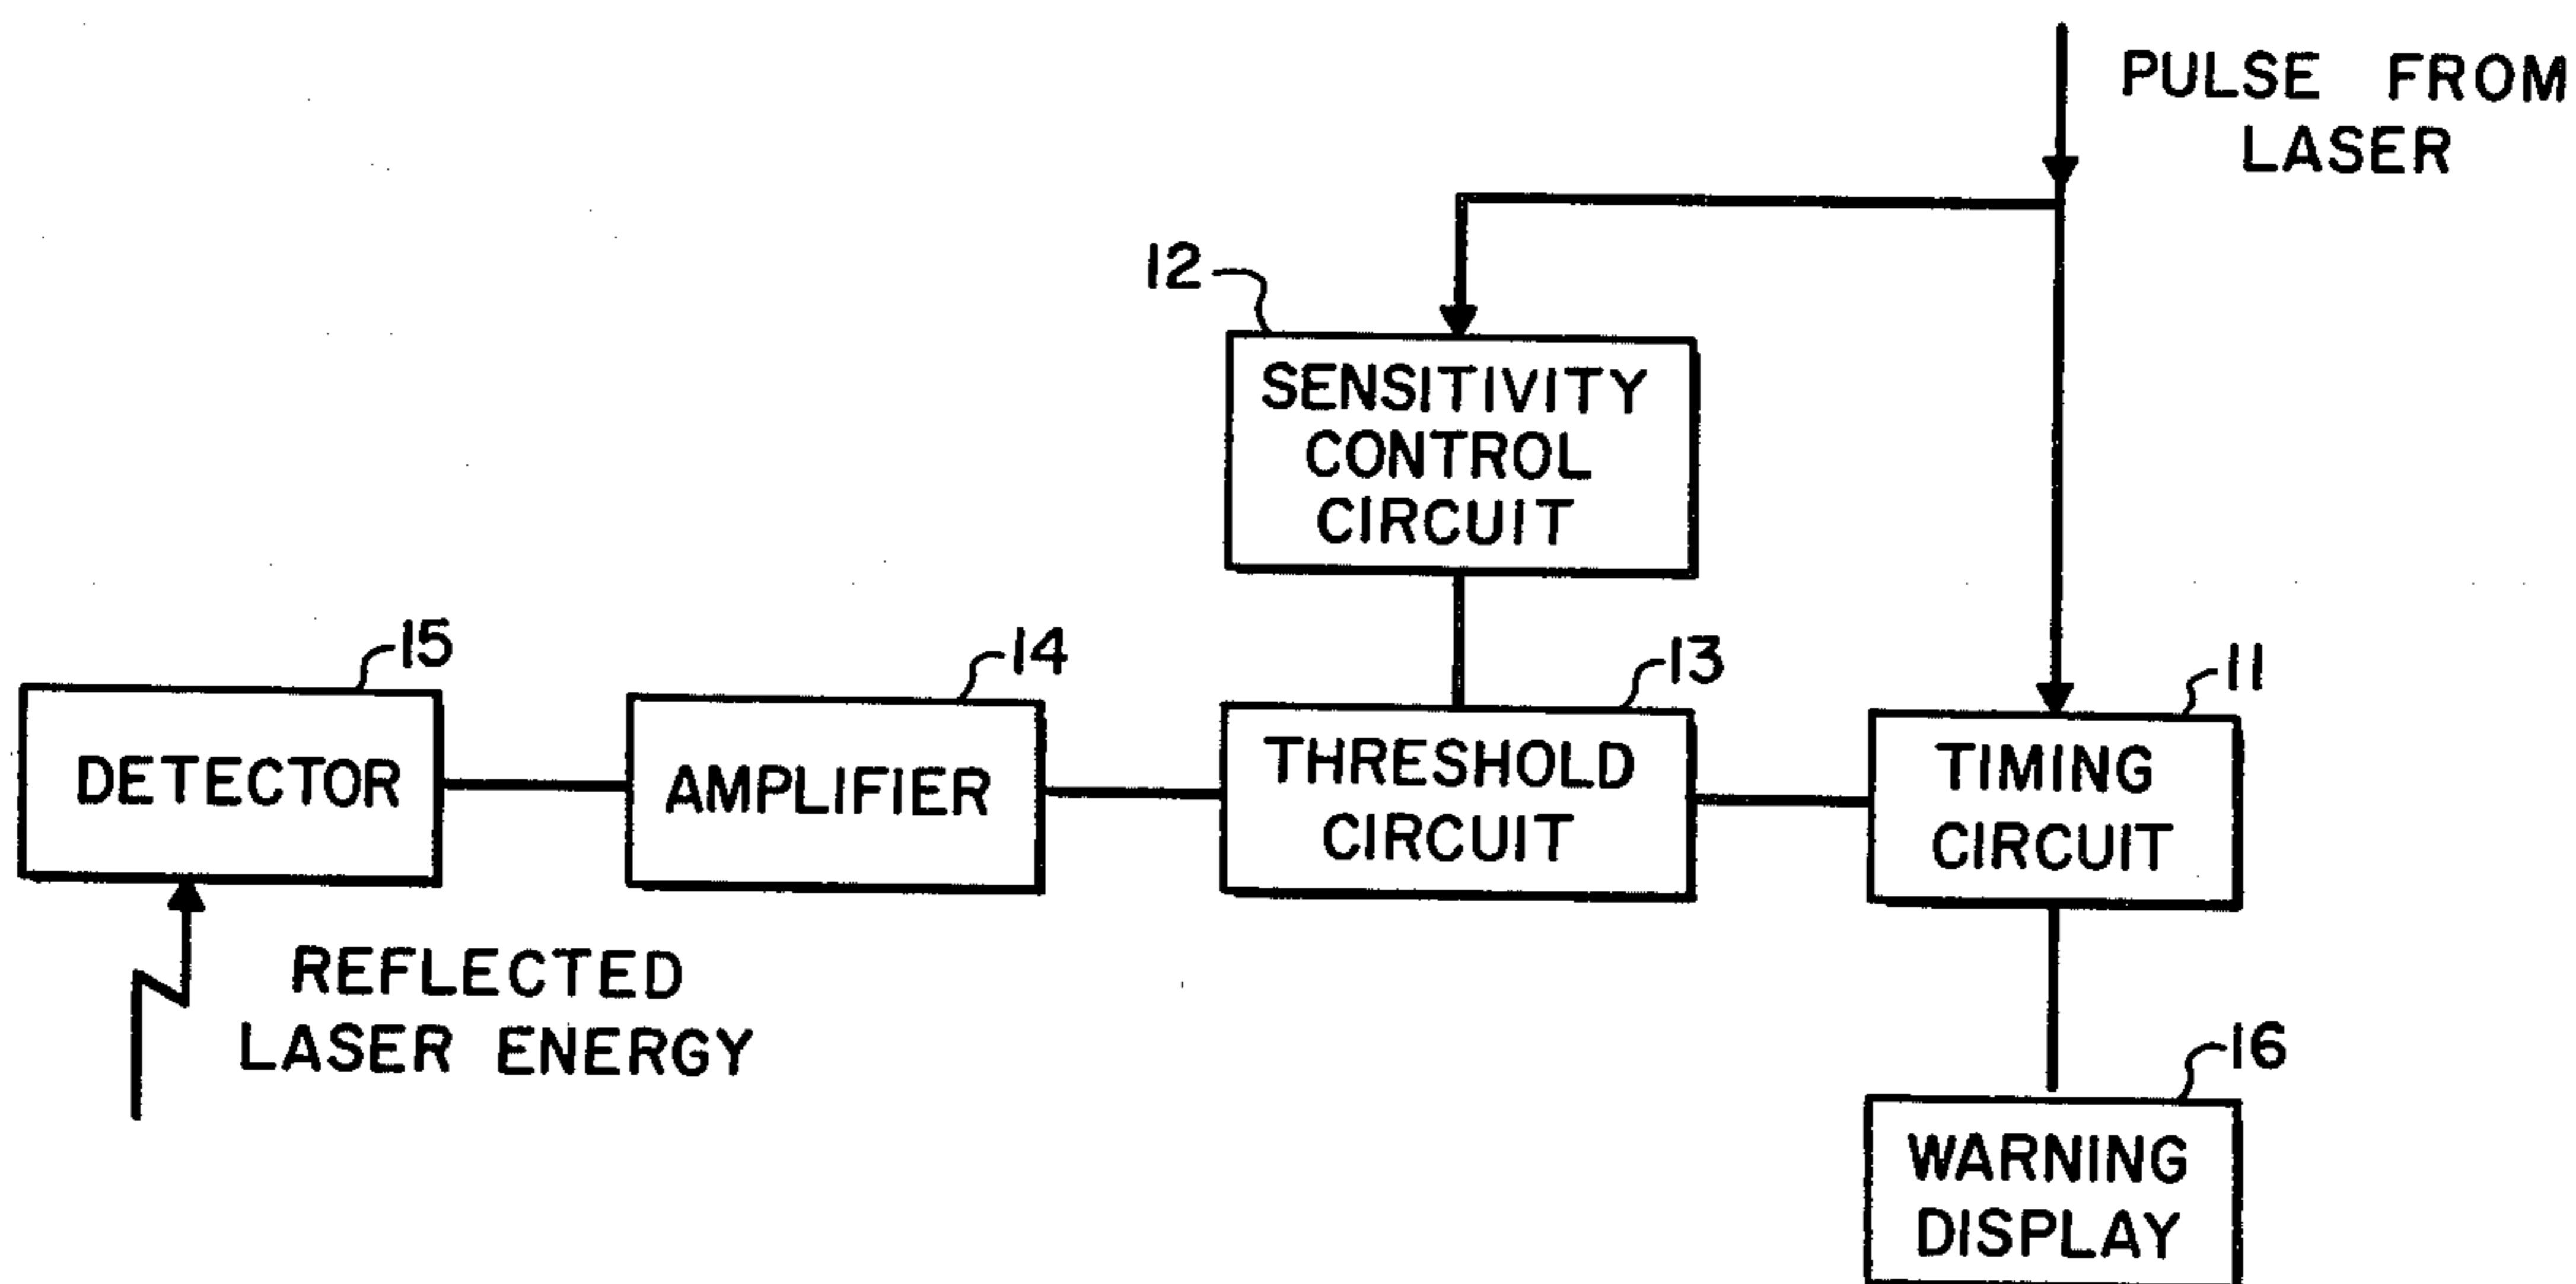 PULSE FROM
LASER
12
SENSITIVITY
CONTROL
CIRCUIT
15
DETECTOR
14
AMPLIFIER
13
THRESHOLD
CIRCUIT
11
TIMING
CIRCUIT
REFLECTED
LASER ENERGY
16
WARNING
DISPLAY